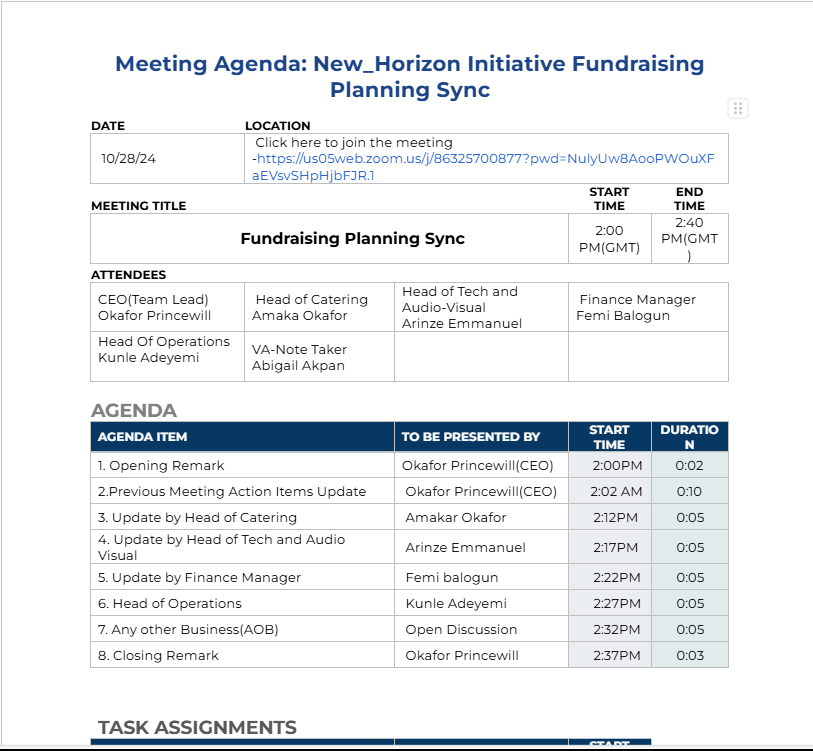 Meeting Agenda: New_Horizon Initiative Fundraising
Planning Sync
DATE LOCATION
10/28/24
Click here to join the meeting
-https://us05web.zoom.us/j/86325700877?pwd=NulyUw8AooPWOuXF
aEVsvSHpHjbFJR.1
MEETING TITLE
START
TIME
END
TIME
Fundraising Planning Sync
2:00
PM(GMT)
2:40
PM(GMT
)
ATTENDEES
CEO(Team Lead)
Okafor Princewill
Head of Catering
Amaka Okafor
Head of Tech and
Audio-Visual
Arinze Emmanuel
Finance Manager
Femi Balogun
Head Of Operations
Kunle Adeyemi
VA-Note Taker
Abigail Akpan
AGENDA
AGENDA ITEM
TO BE PRESENTED BY
START
TIME
DURATIO
N
1. Opening Remark Okafor Princewill(CEO) 2:00PM 0:02
2.Previous Meeting Action Items Update Okafor Princewill(CEO) 2:02 AM 0:10
3. Update by Head of Catering Amakar Okafor 2:12PM 0:05
4. Update by Head of Tech and Audio
Visual
Arinze Emmanuel 2:17PM 0:05
5. Update by Finance Manager Femi balogun 2:22PM 0:05
6. Head of Operations Kunle Adeyemi 2:27PM 0:05
7. Any other Business(AOB) Open Discussion 2:32PM 0:05
8. Closing Remark Okafor Princewill 2:37PM 0:03
TASK ASSIGNMENTS
START